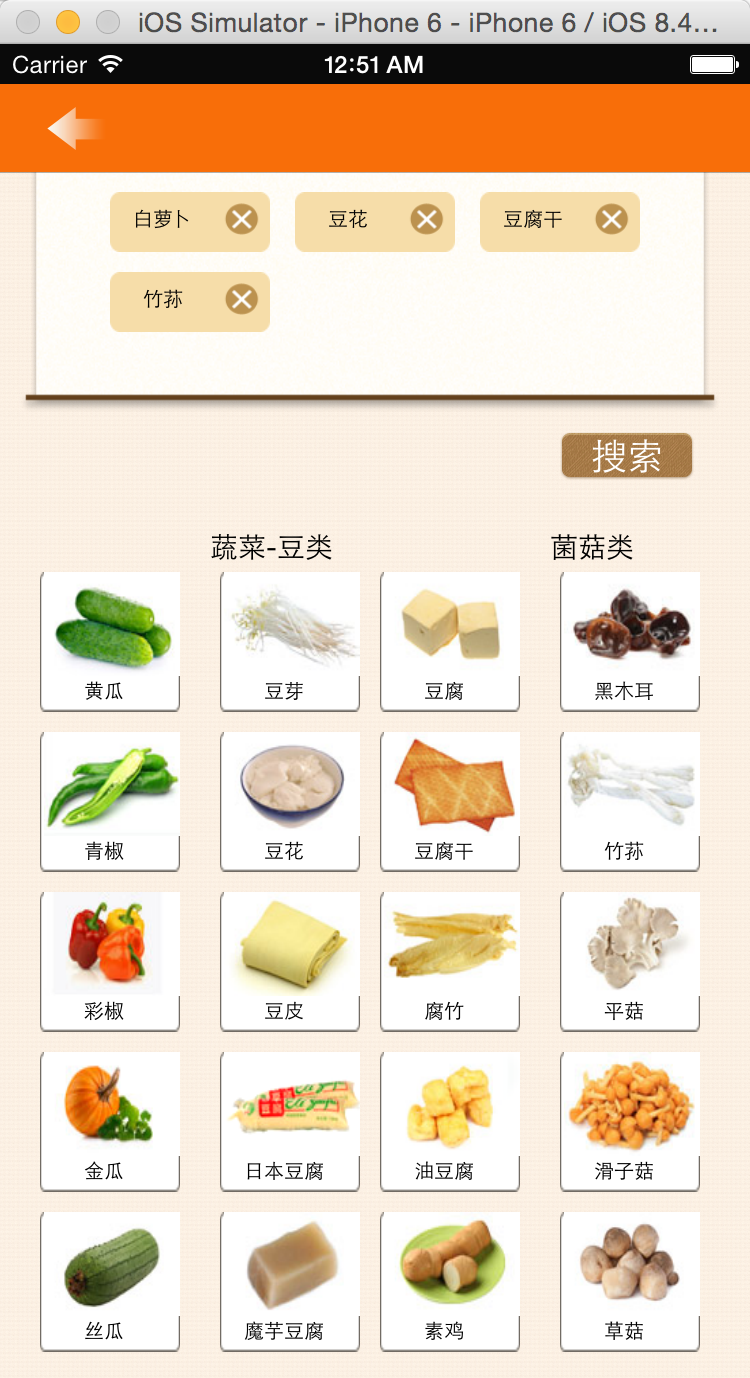 iOS Simulator - iPhone 6 - iPhone 6 / iOS 8.4...
Carrier 12:51 AM
白萝卜 豆花 豆腐干
竹荪
搜索
蔬菜-豆类 菌菇类
黄瓜 豆芽 豆腐 黑木耳
青椒 豆花 豆腐干 竹荪
彩椒 豆皮 腐竹 平菇
金瓜 日本豆腐 油豆腐 滑子菇
丝瓜 魔芋豆腐 素鸡 草菇